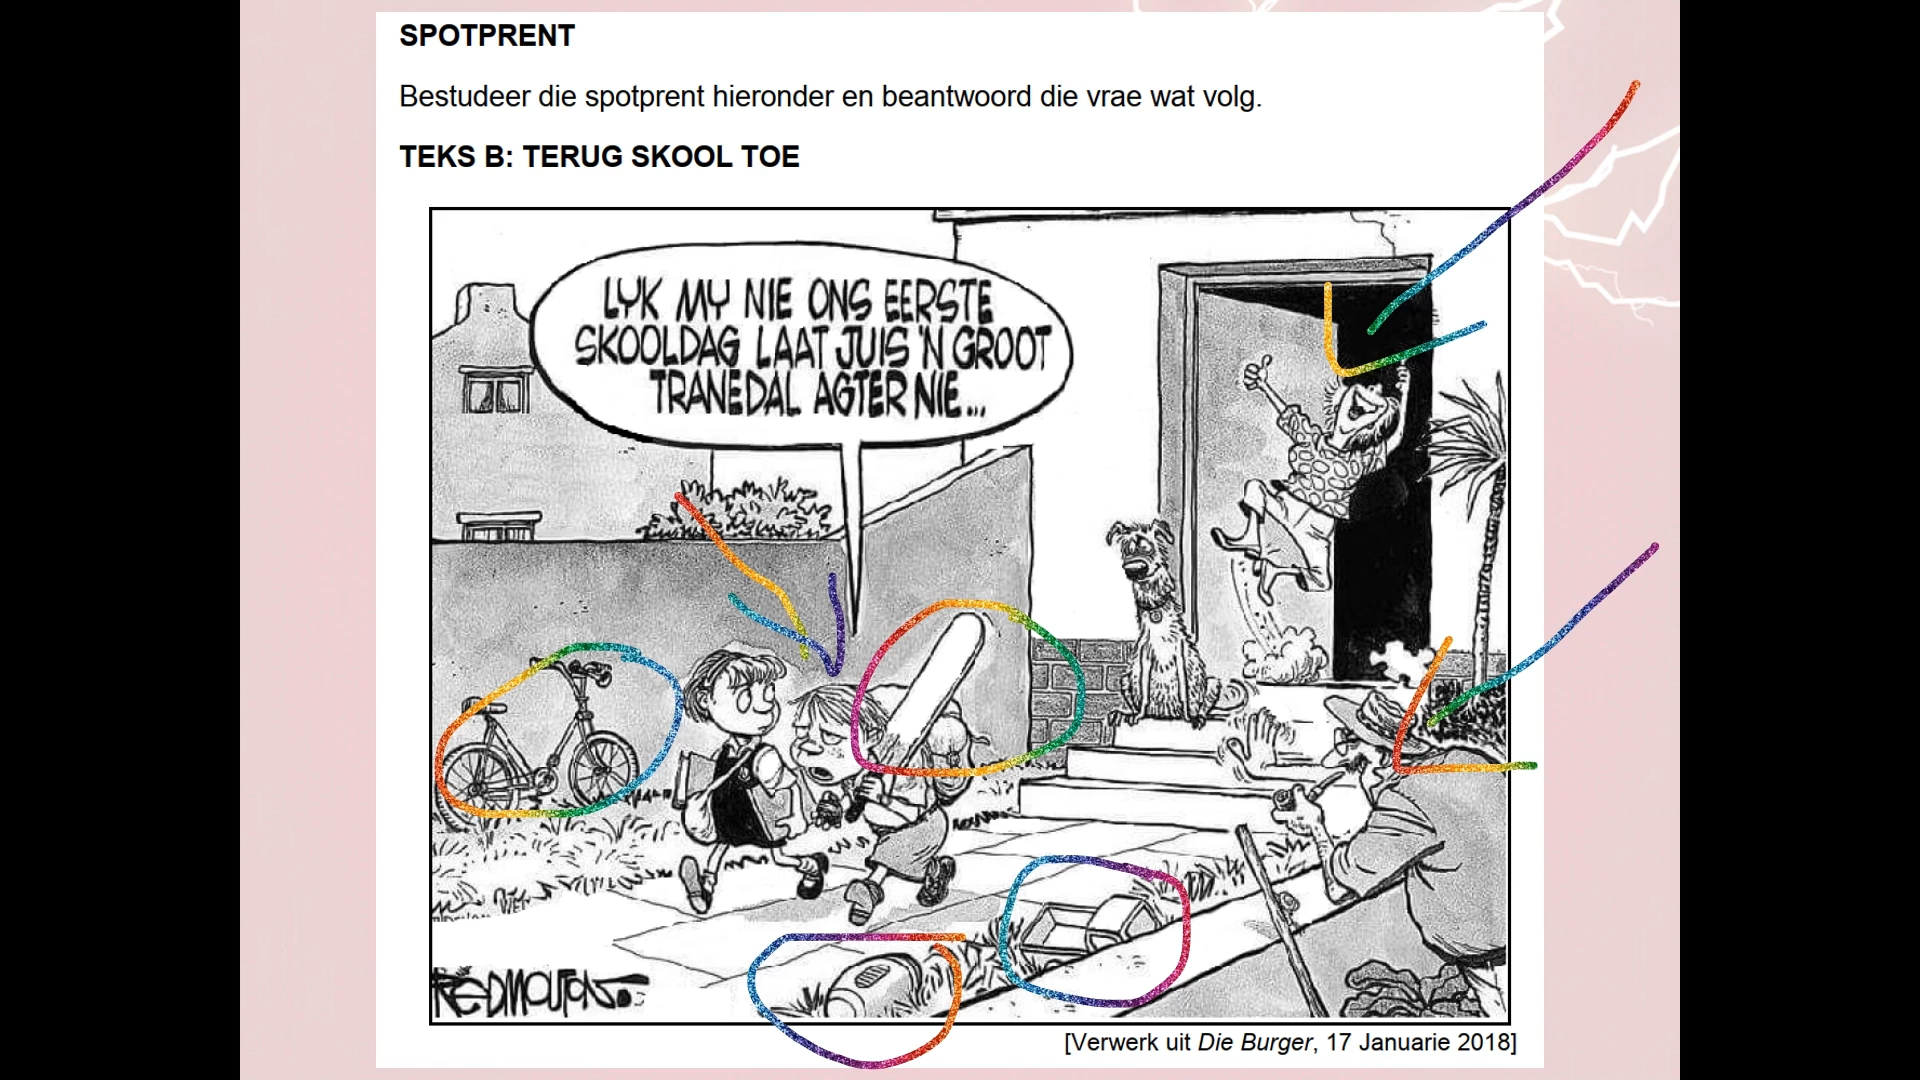 SPOTPRENT
Bestudeer die spotprent hieronder en beantwoord die vrae wat volg.
TEKS B: TERUG SKOOL TOE
LYK MY NIE ONS EERSTE
SKOOLDAG LAAT JUIS 'N GROOT
TRANEDAL AGTER NIE...
[Verwerk uit Die Burger, 17 Januarie 2018]